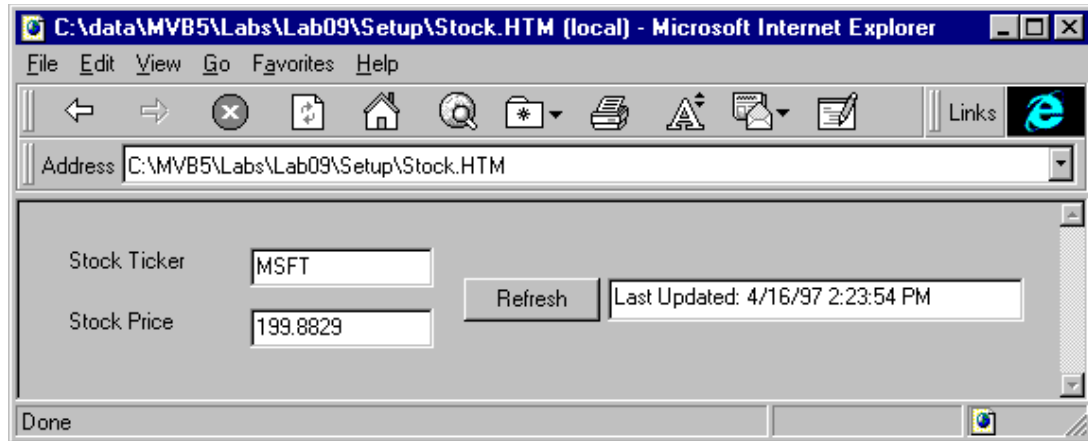 C:\data\MVB5\Labs\Lab09\Setup\Stock.HTM (local) - Microsoft Internet Explorer
File Edit View Go Favorites Help
Links
Address C:\MVB5\Labs\Lab09\Setup\Stock.HTM
Stock Ticker MSFT
Refresh Last Updated: 4/16/97 2:23:54 PM
Stock Price 199.8829
Done